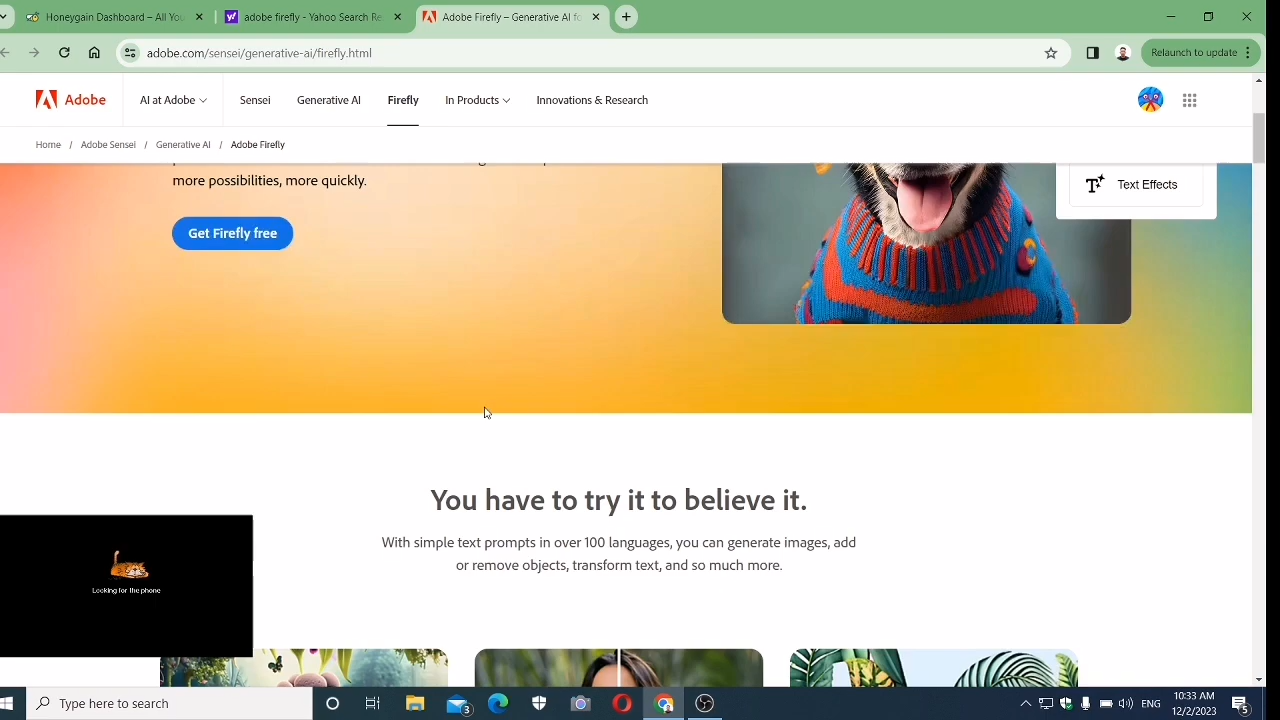 Honeygain Dashboard - All You
adobe firefly - Yahoo Search Re
Adobe Firefly – Generative AI fo
adobe.com/sensei/generative-ai/firefly.html
Relaunch to update
Adobe
AI at Adobe
Sensei
Generative AI
Firefly
In Products
Innovations & Research
Home / Adobe Sensei / Generative AI / Adobe Firefly
more possibilities, more quickly.
Get Firefly free
Text Effects
You have to try it to believe it.
With simple text prompts in over 100 languages, you can generate images, add
or remove objects, transform text, and so much more.
Looking for the phone
Type here to search
3
10:33 AM
12/2/2023
5